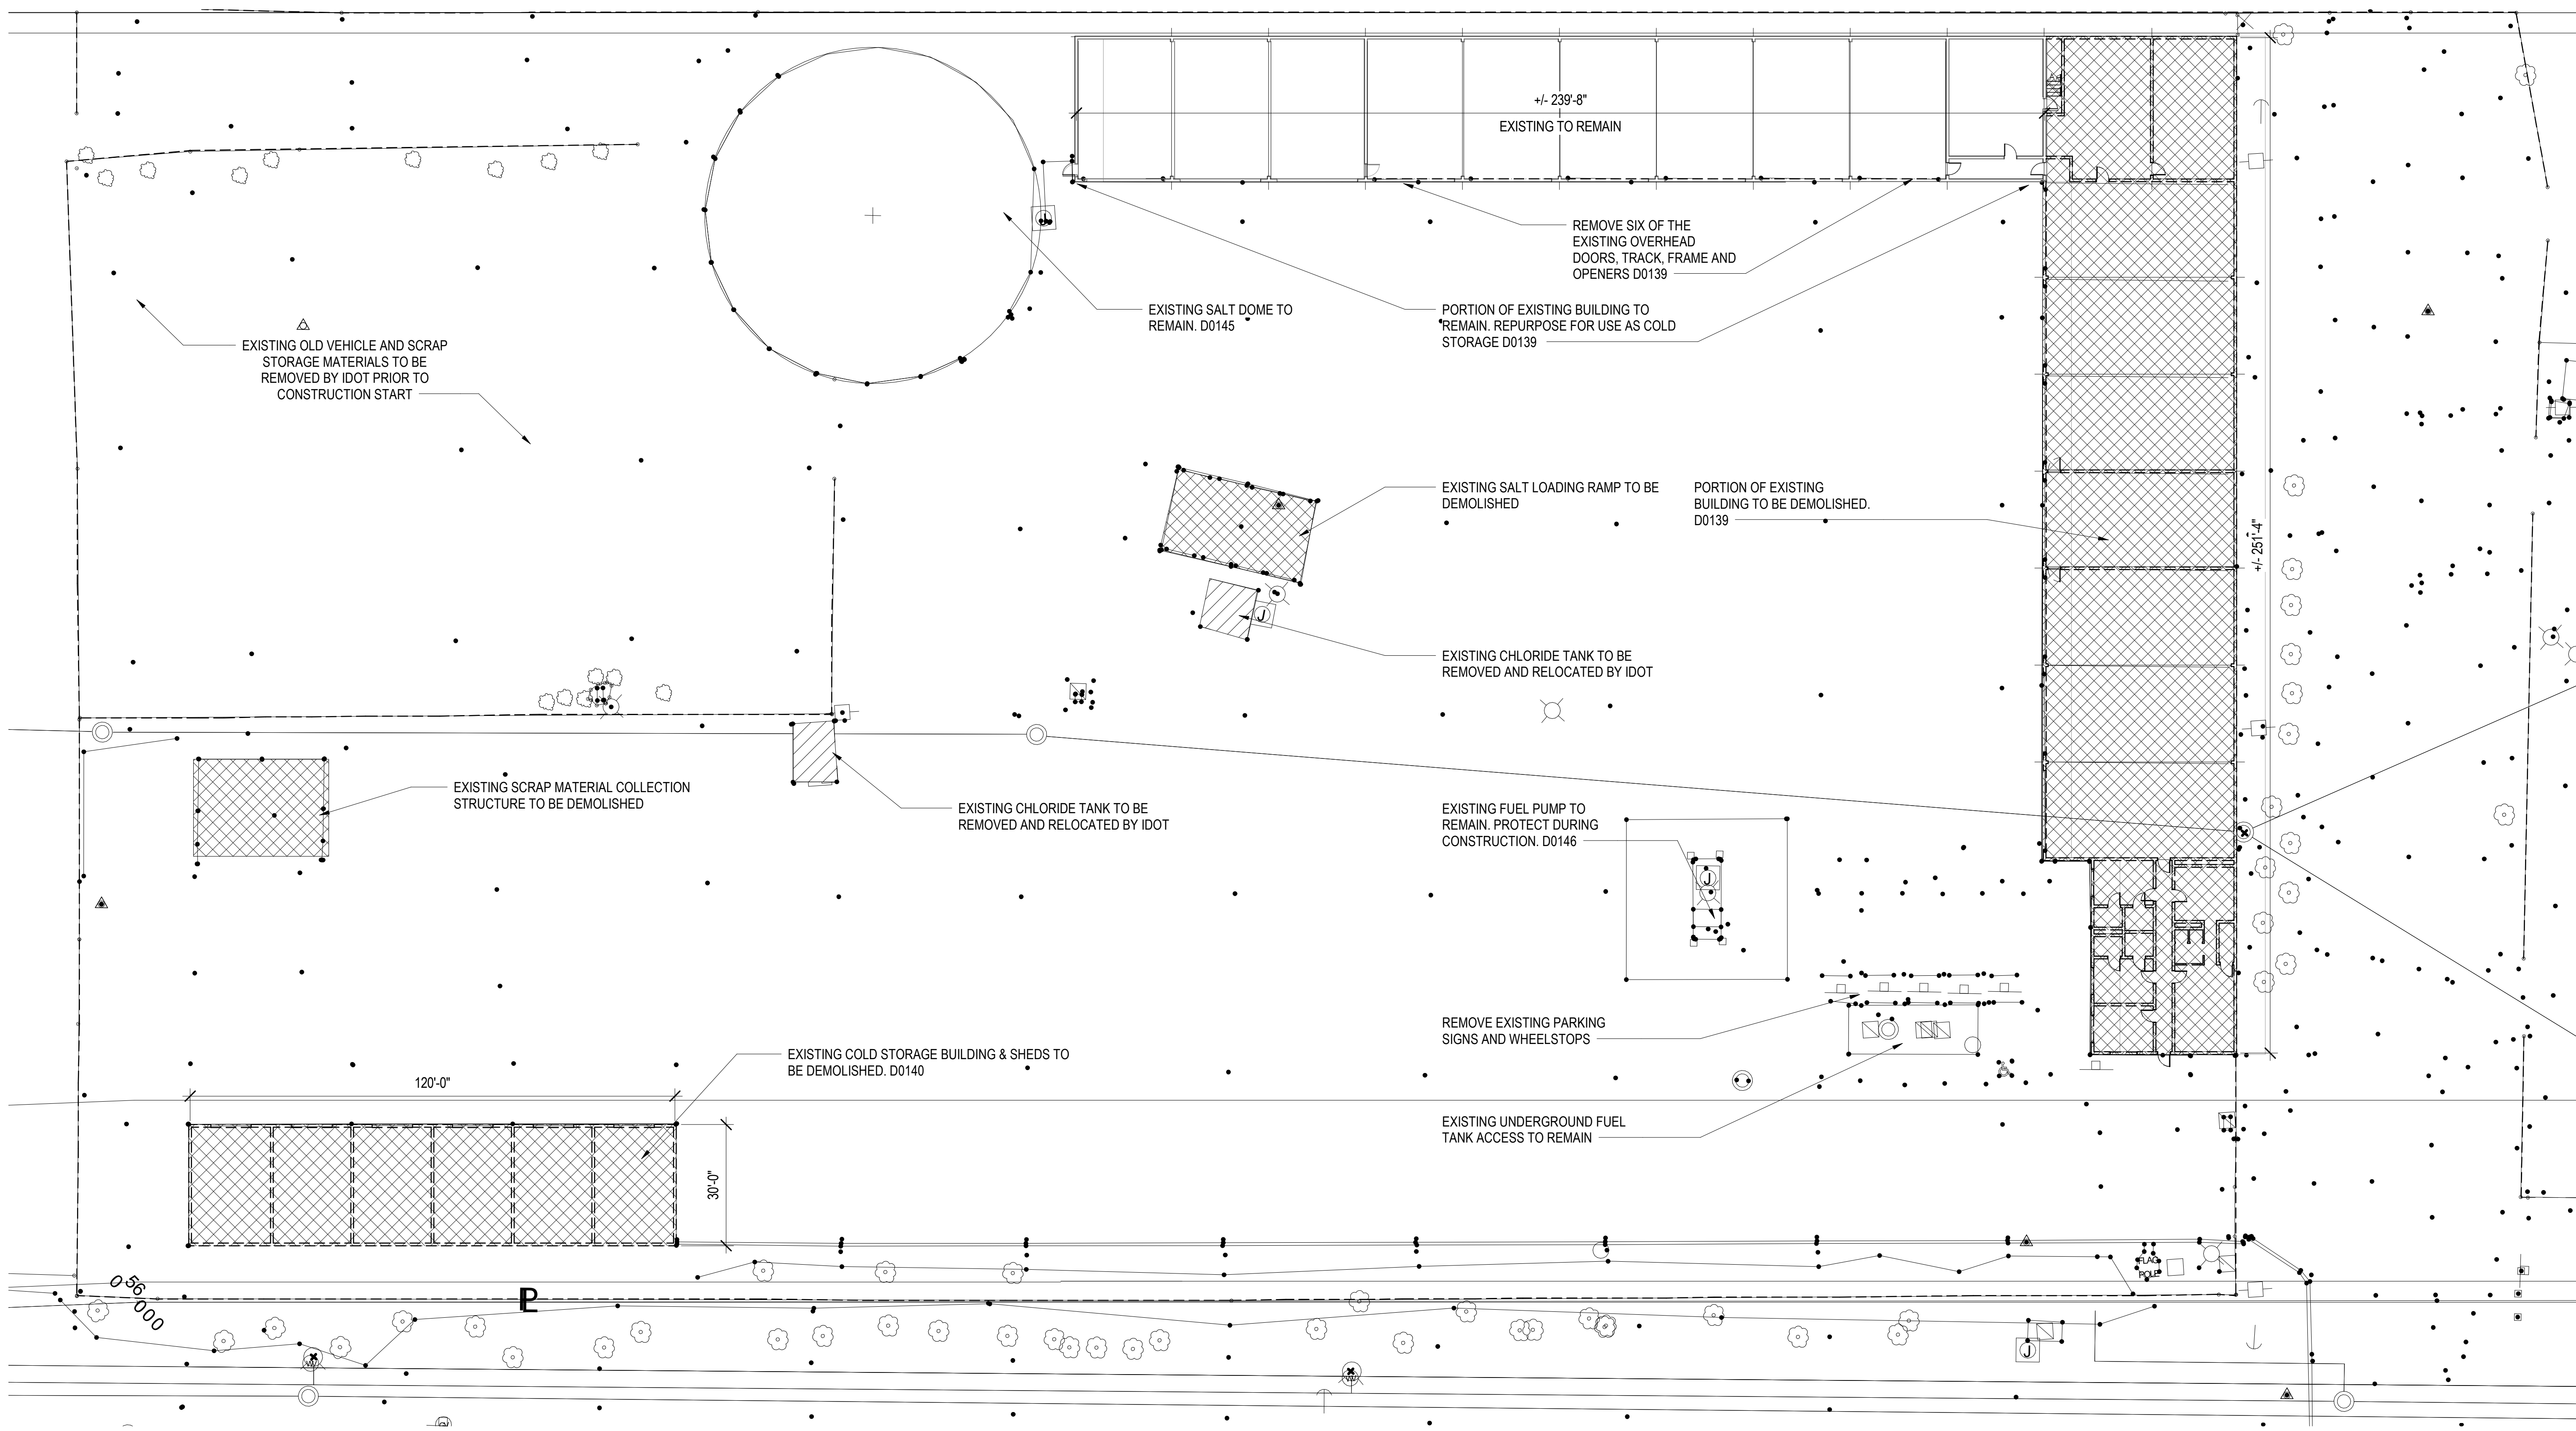 +/- 239'-8"
EXISTING TO REMAIN
REMOVE SIX OF THE
EXISTING OVERHEAD
DOORS, TRACK, FRAME AND
OPENERS D0139
J
EXISTING SALT DOME TO
REMAIN. D0145
PORTION OF EXISTING BUILDING TO
REMAIN. REPURPOSE FOR USE AS COLD
STORAGE D0139
EXISTING OLD VEHICLE AND SCRAP
STORAGE MATERIALS TO BE
REMOVED BY IDOT PRIOR TO
CONSTRUCTION START
EXISTING SALT LOADING RAMP TO BE
DEMOLISHED
PORTION OF EXISTING
BUILDING TO BE DEMOLISHED.
D0139
+/- 251'-4"
J
EXISTING CHLORIDE TANK TO BE
REMOVED AND RELOCATED BY IDOT
EXISTING SCRAP MATERIAL COLLECTION
STRUCTURE TO BE DEMOLISHED
EXISTING CHLORIDE TANK TO BE
REMOVED AND RELOCATED BY IDOT
EXISTING FUEL PUMP TO
REMAIN. PROTECT DURING
CONSTRUCTION. D0146
J
REMOVE EXISTING PARKING
SIGNS AND WHEELSTOPS
EXISTING COLD STORAGE BUILDING & SHEDS TO
BE DEMOLISHED. D0140
120'-0"
EXISTING UNDERGROUND FUEL
TANK ACCESS TO REMAIN
30'-0"
FLAG
POLE
PL
J